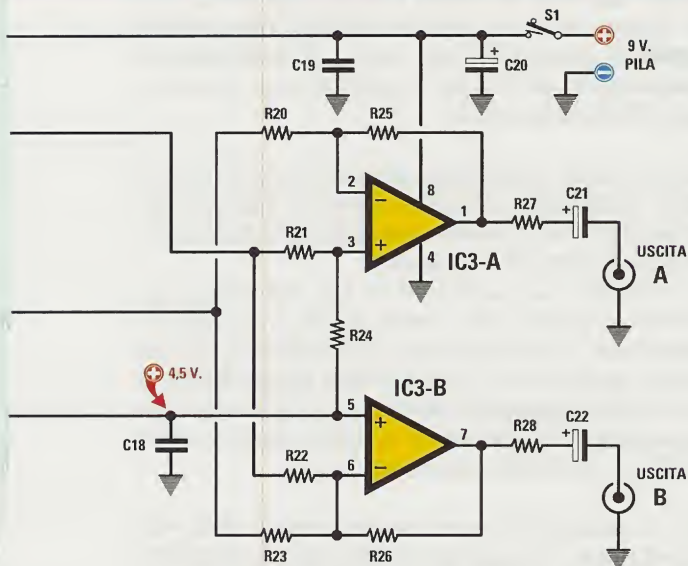 S1
+
9 V.
PILA
C19
+
C20
R20
R25
2
8
R27
+
C21
1
R21
3
+
4
IC3-A
USCITA
A
R24
+
4,5 V.
IC3-B
5
+
7
R28
+
C22
C18
R22
6
USCITA
B
R23
R26